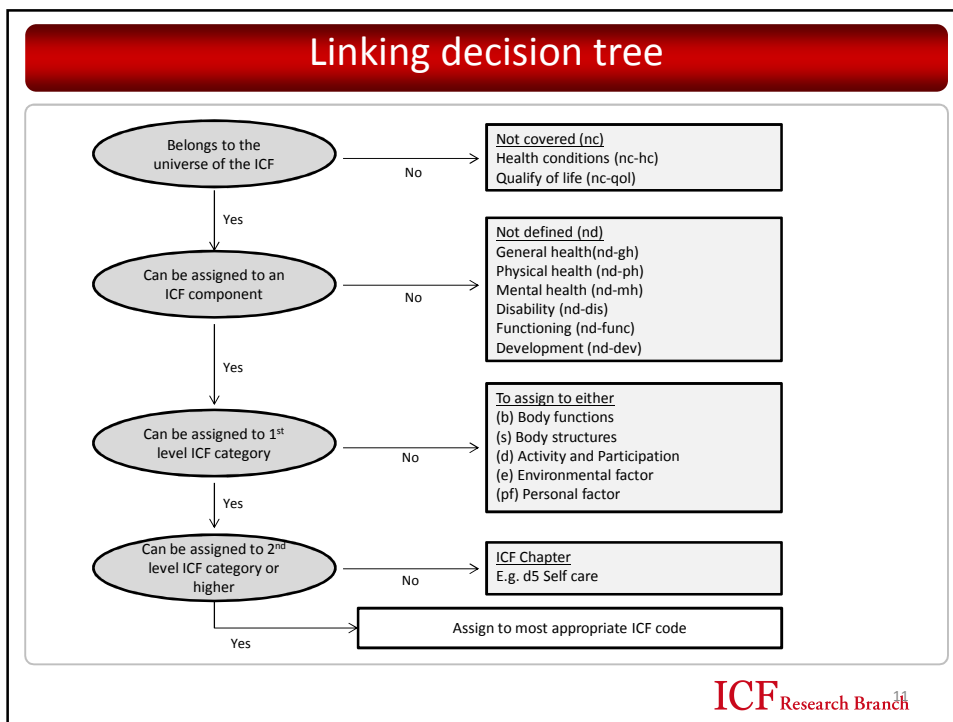 Linking decision tree
Belongs to the
universe of the ICF
No
Not covered (nc)
Health conditions (nc-hc)
Qualify of life (nc-qol)
Yes
Can be assigned to an
ICF component
No
Not defined (nd)
General health(nd-gh)
Physical health (nd-ph)
Mental health (nd-mh)
Disability (nd-dis)
Functioning (nd-func)
Development (nd-dev)
Yes
Can be assigned to 1st
level ICF category
No
To assign to either
(b) Body functions
(s) Body structures
(d) Activity and Participation
(e) Environmental factor
(pf) Personal factor
Yes
Can be assigned to 2nd
level ICF category or
higher
No
ICF Chapter
E.g. d5 Self care
Yes
Assign to most appropriate ICF code
ICF Research Branch
11